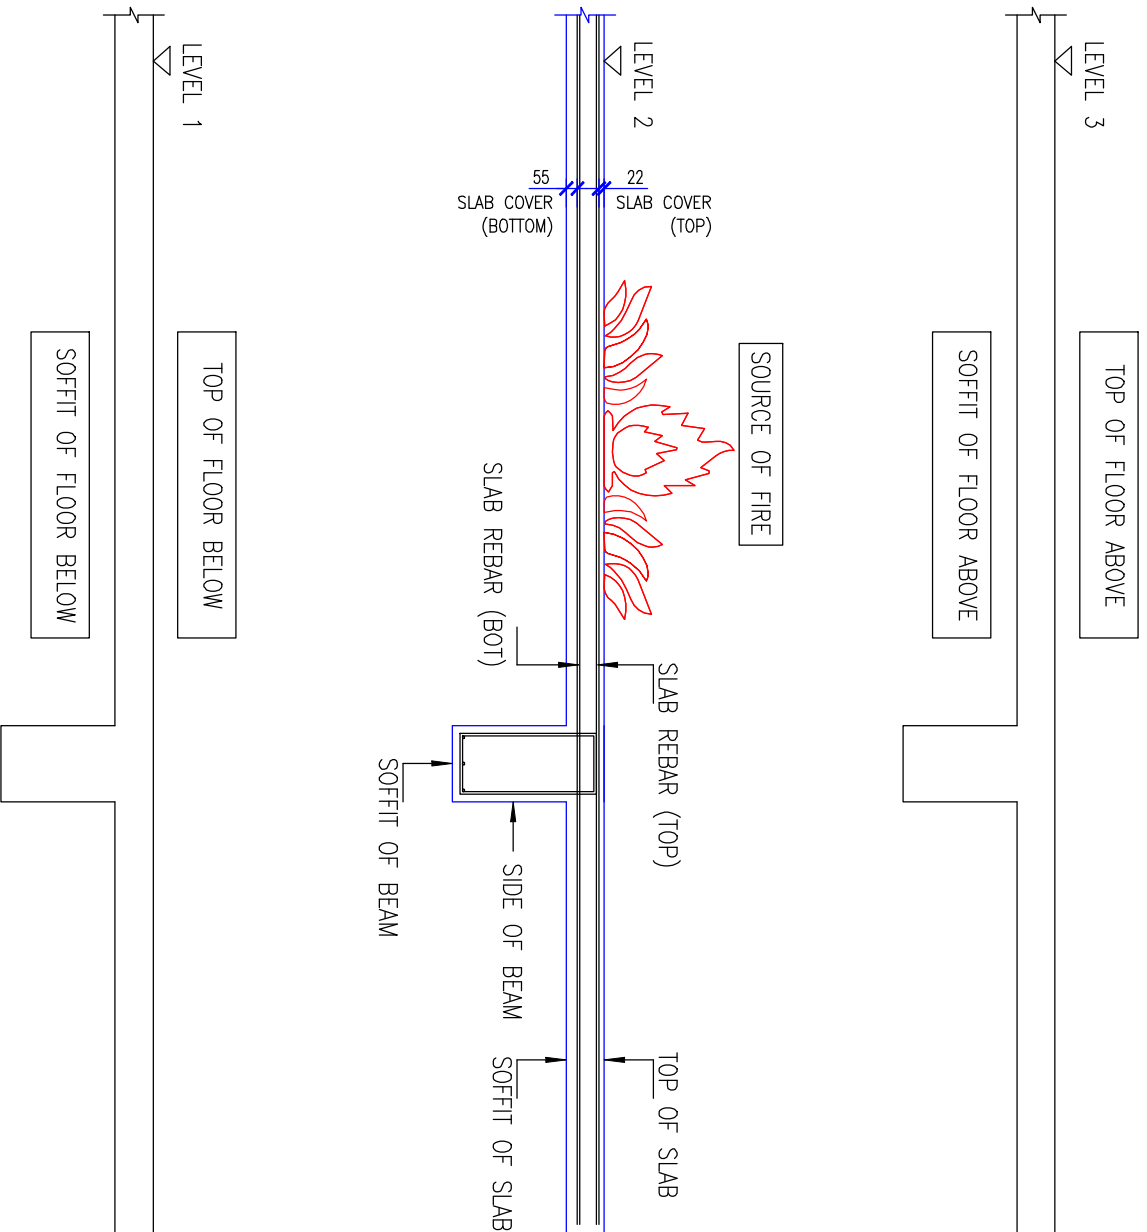 LEVEL 3
TOP OF FLOOR ABOVE
SOFFIT OF FLOOR ABOVE
SOURCE OF FIRE
LEVEL 2
22
SLAB COVER
(TOP)
55
SLAB COVER
(BOTTOM)
SLAB REBAR (TOP)
TOP OF SLAB
SLAB REBAR (BOT)
SIDE OF BEAM
SOFFIT OF SLAB
SOFFIT OF BEAM
LEVEL 1
TOP OF FLOOR BELOW
SOFFIT OF FLOOR BELOW